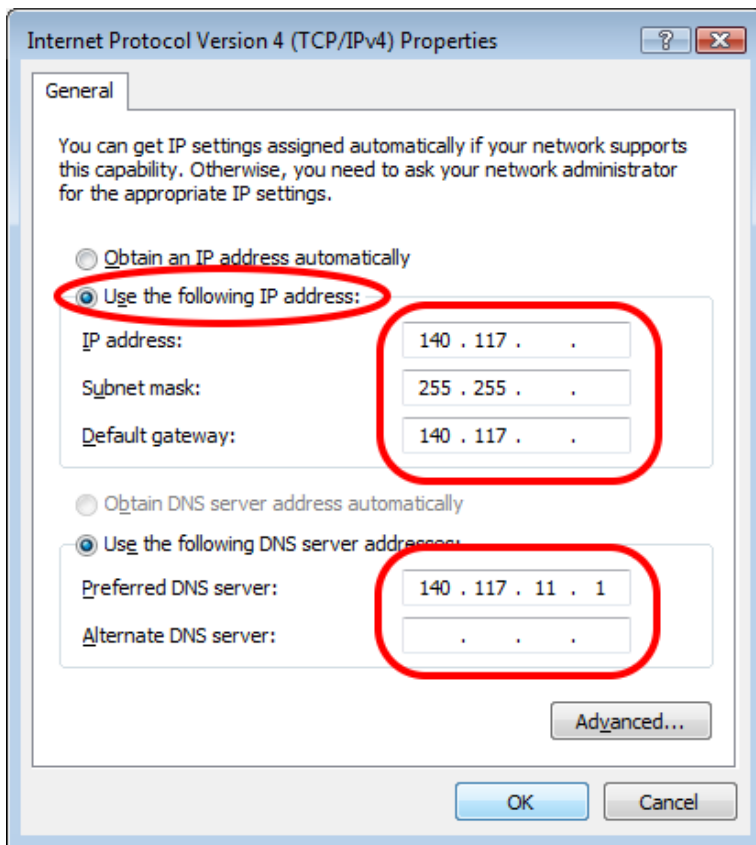 Internet Protocol Version 4 (TCP/IPv4) Properties
General
You can get IP settings assigned automatically if your network supports
this capability. Otherwise, you need to ask your network administrator
for the appropriate IP settings.
Obtain an IP address automatically
Use the following IP address:
IP address: 140 . 117 . .
Subnet mask: 255 . 255 . .
Default gateway: 140 . 117 . .
Obtain DNS server address automatically
Use the following DNS server addresses:
Preferred DNS server: 140 . 117 . 11 . 1
Alternate DNS server: . . .
Advanced...
OK Cancel